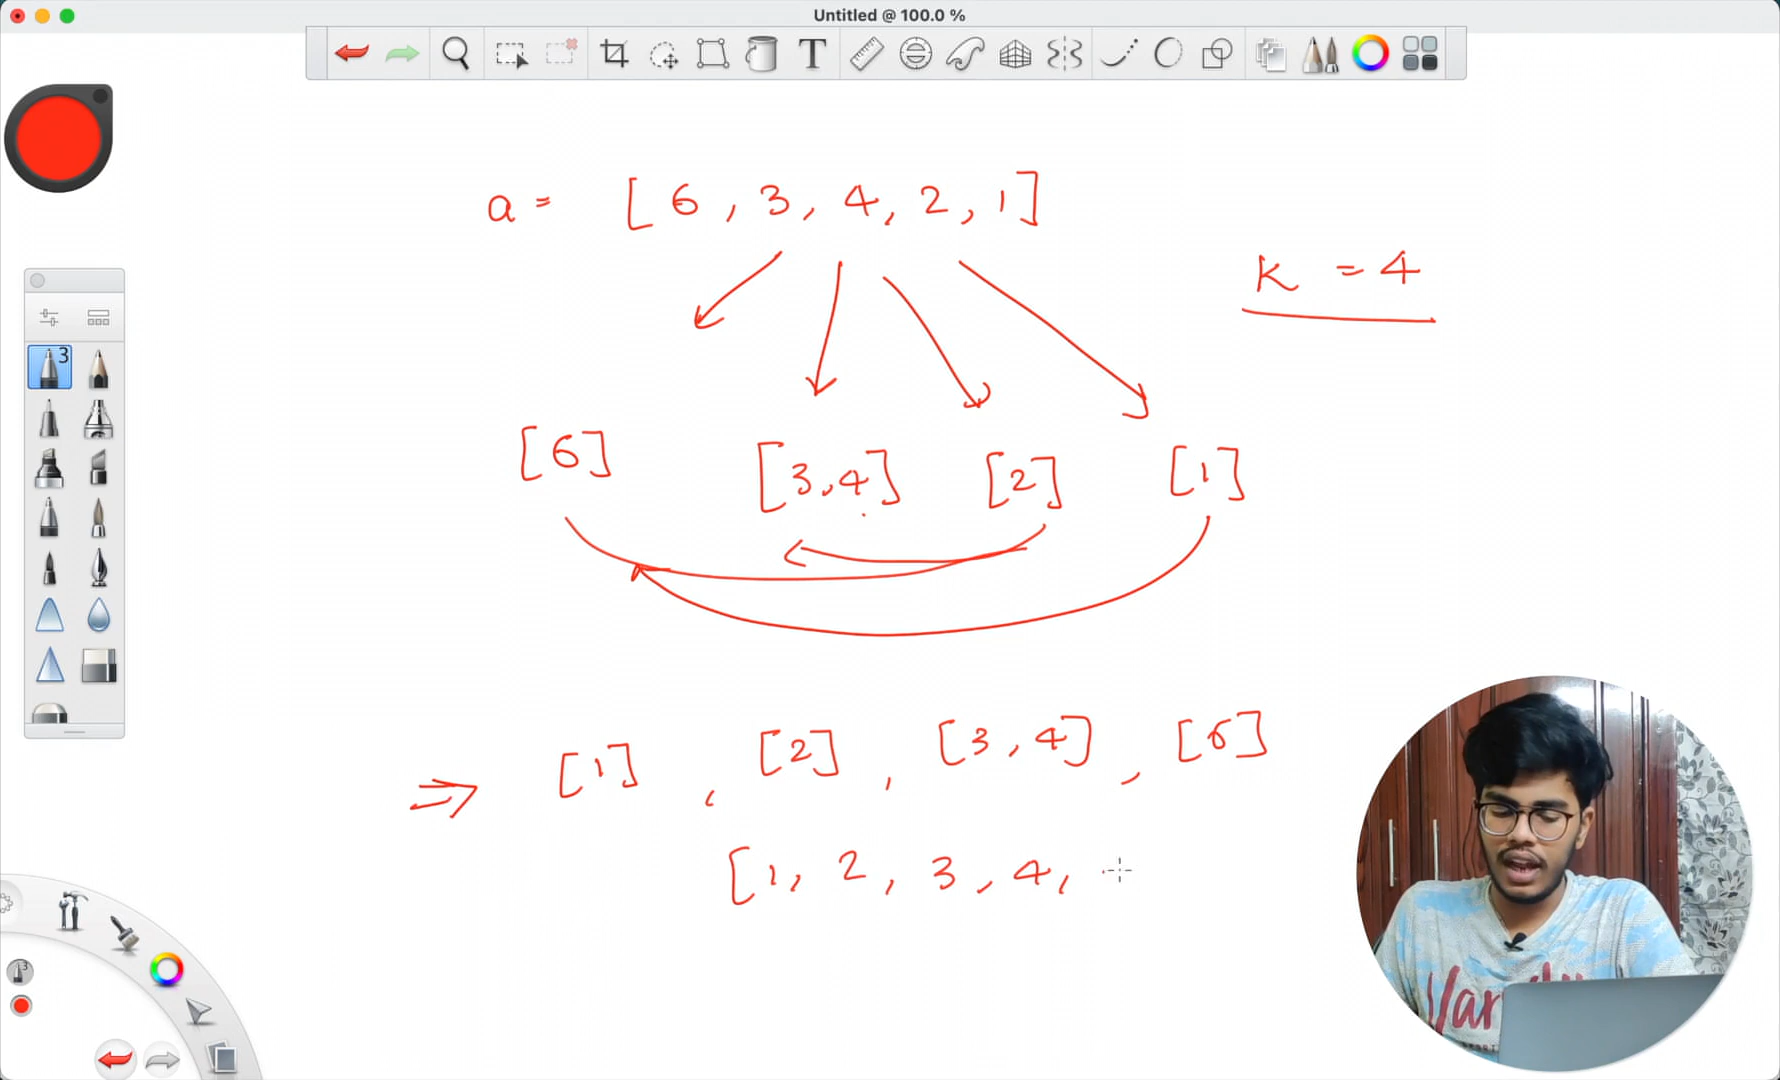 Untitled @ 100.0 %
T
a = [ 6 , 3 , 4 , 2 , 1 ]
K = 4
3
[6] [3,4] [2] [1]
⇒ [1] , [2] , [3,4] , [6]
[1, 2, 3, 4,